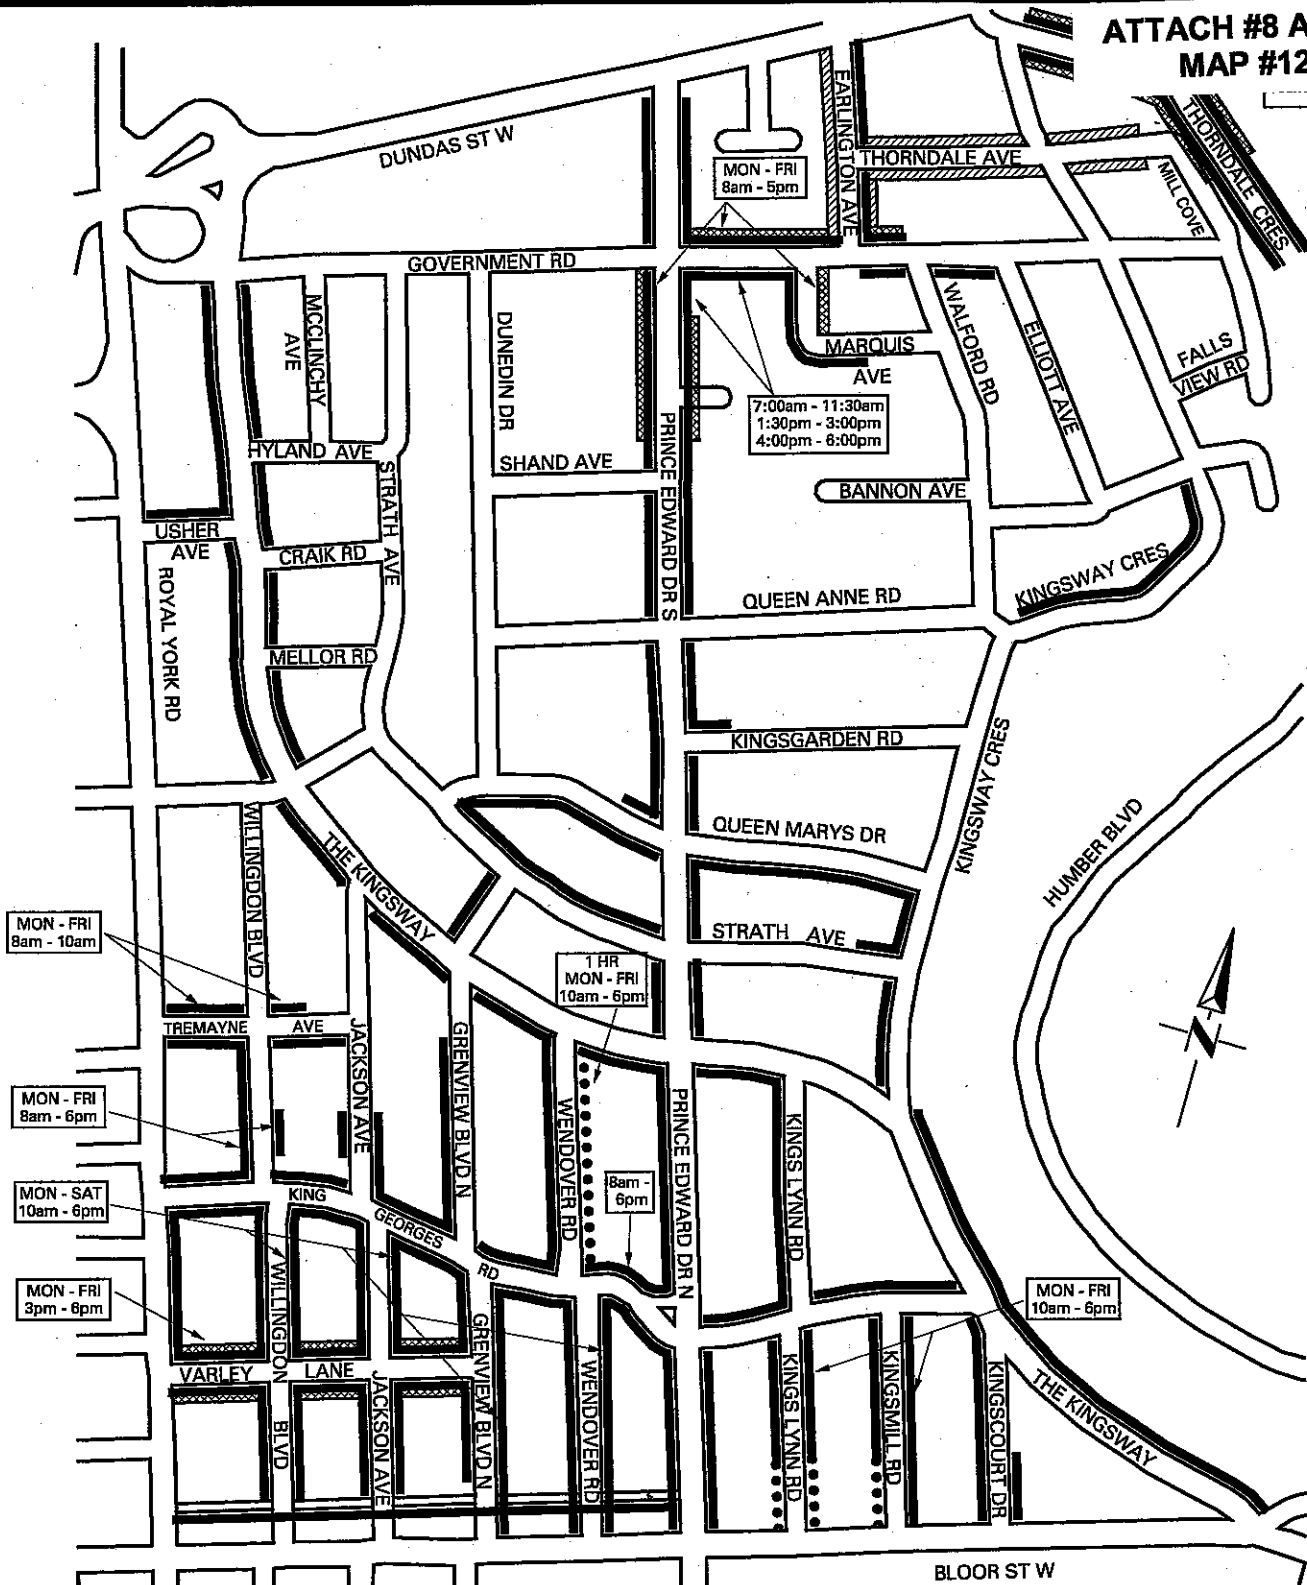 ATTACH #8 A
MAP #12
DUNDAS ST W
EARLINGTON AVE
THORNDALE AVE
THORNDALE CRES
MILL COVE
MON - FRI
8am - 5pm
GOVERNMENT RD
MCCLINCHY
AVE
DUNEDIN DR
WALFORD RD
ELLIOTT AVE
MARQUIS
AVE
FALLS
VIEW RD
7:00am - 11:30am
1:30pm - 3:00pm
4:00pm - 6:00pm
PRINCE EDWARD DR S
HYLAND AVE
STRATH AVE
SHAND AVE
BANNON AVE
USHER
AVE
CRAIK RD
ROYAL YORK RD
KINGSWAY CRES
QUEEN ANNE RD
MELLOR RD
KINGSGARDEN RD
KINGSWAY CRES
QUEEN MARYS DR
HUMBER BLVD
WILLINGDON BLVD
THE KINGSWAY
STRATH AVE
MON - FRI
8am - 10am
1 HR
MON - FRI
10am - 6pm
TREMAYNE AVE
JACKSON AVE
GRENVIEW BLVD N
N
MON - FRI
8am - 6pm
WENDOVER RD
PRINCE EDWARD DR N
KINGS LYNN RD
8am -
6pm
MON - SAT
10am - 6pm
KING
GEORGES
RD
MON - FRI
3pm - 6pm
MON - FRI
10am - 6pm
WILLINGDON
BLVD
VARLEY LANE
JACKSON AVE
GRENVIEW BLVD N
WENDOVER RD
KINGS LYNN RD
KINGSMILL RD
KINGSCOURT DR
THE KINGSWAY
BLOOR ST W